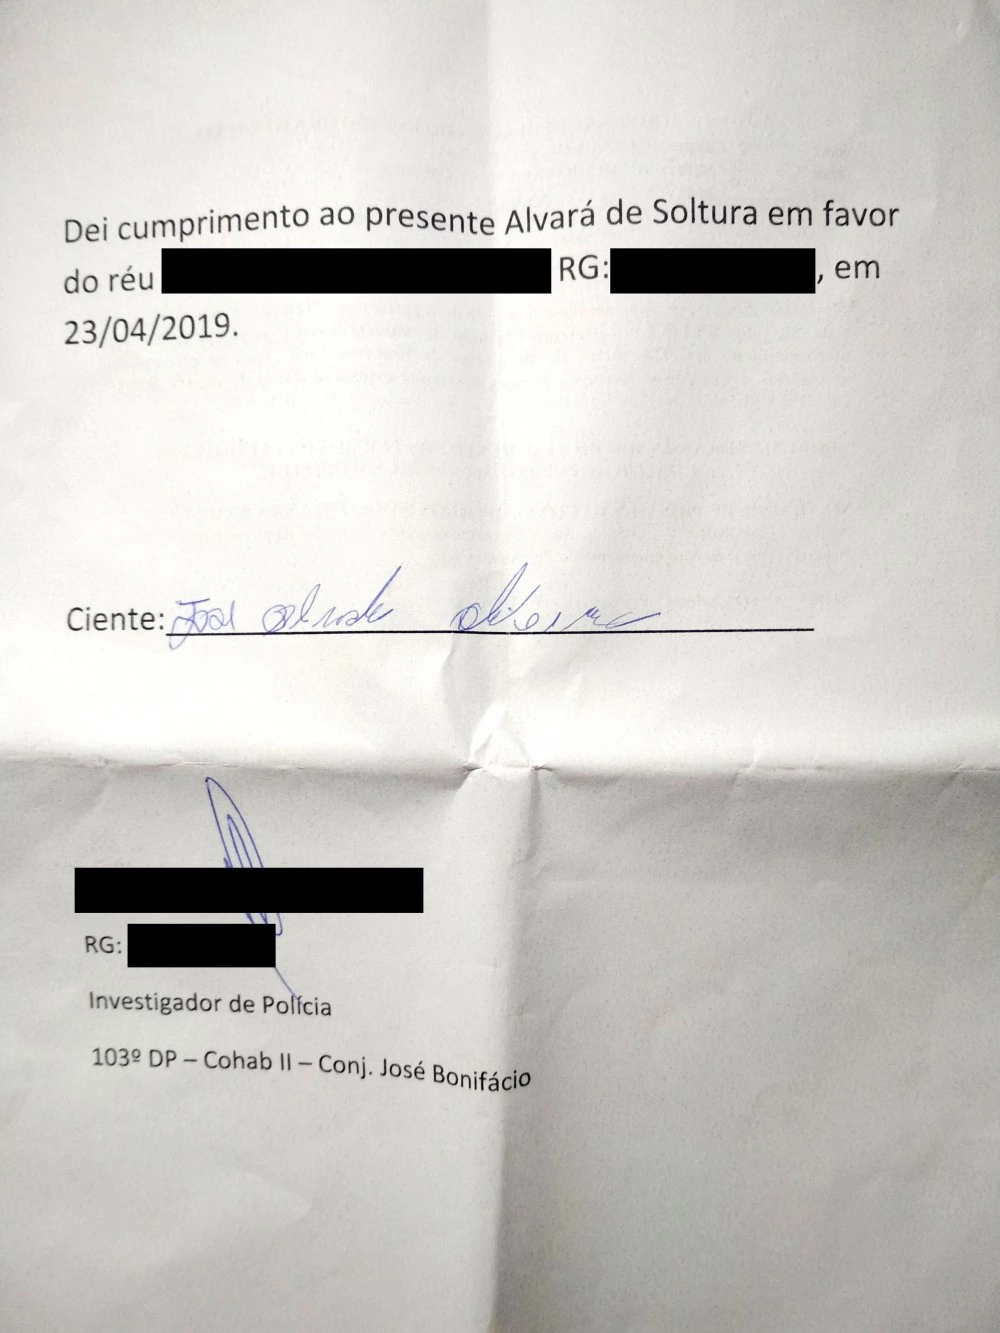 Dei cumprimento ao presente Alvará de Soltura em favor
do réu RG: , em
23/04/2019.
Ciente:
RG:
Investigador de Polícia
103º DP – Cohab II – Conj. José Bonifácio